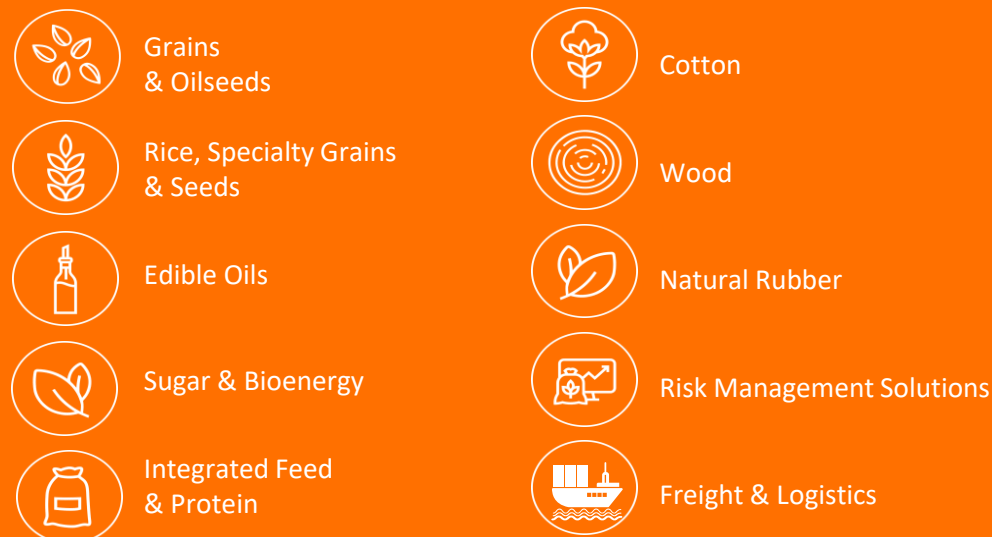 Grains
& Oilseeds
Rice, Specialty Grains
& Seeds
Edible Oils
Sugar & Bioenergy
Integrated Feed
& Protein
Cotton
Wood
Natural Rubber
Risk Management Solutions
Freight & Logistics